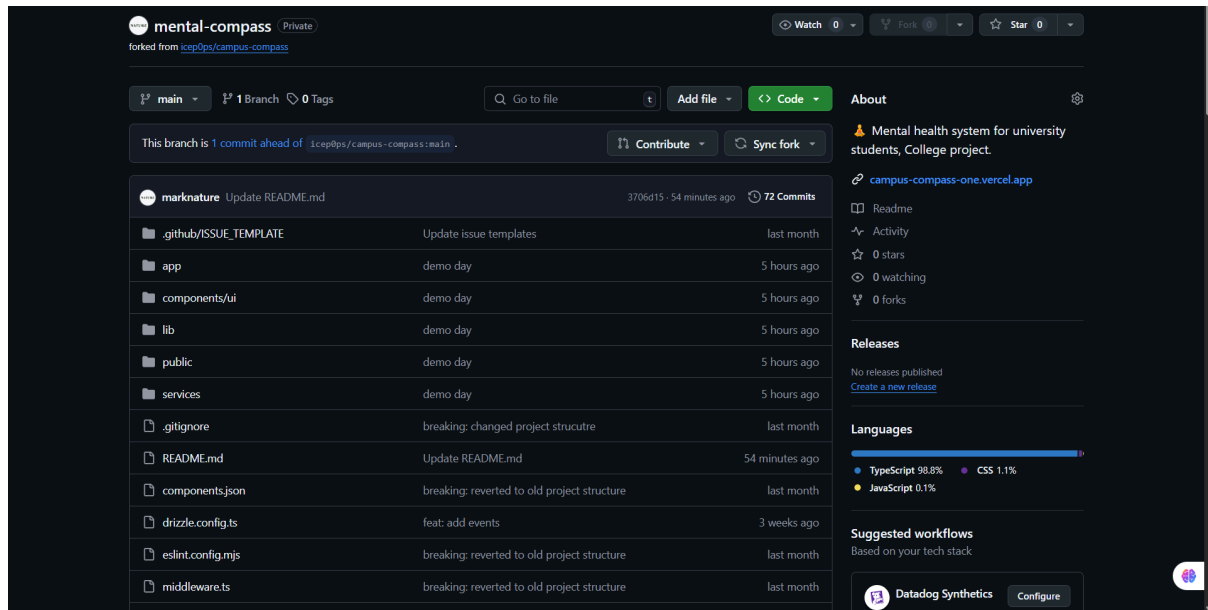 mental-compass Private
Watch 0
Fork 0
Star 0
forked from icep0ps/campus-compass
main
1 Branch
0 Tags
Go to file
t
Add file
Code
This branch is 1 commit ahead of icep0ps/campus-compass:main .
Contribute
Sync fork
marknature Update README.md 3706d15 · 54 minutes ago 72 Commits
.github/ISSUE_TEMPLATE Update issue templates last month
app demo day 5 hours ago
components/ui demo day 5 hours ago
lib demo day 5 hours ago
public demo day 5 hours ago
services demo day 5 hours ago
.gitignore breaking: changed project strucutre last month
README.md Update README.md 54 minutes ago
components.json breaking: reverted to old project structure last month
drizzle.config.ts feat: add events 3 weeks ago
eslint.config.mjs breaking: reverted to old project structure last month
middleware.ts breaking: reverted to old project structure last month
About
Mental health system for university
students, College project.
campus-compass-one.vercel.app
Readme
Activity
0 stars
0 watching
0 forks
Releases
No releases published
Create a new release
Languages
TypeScript 98.8% CSS 1.1%
JavaScript 0.1%
Suggested workflows
Based on your tech stack
Datadog Synthetics
Configure